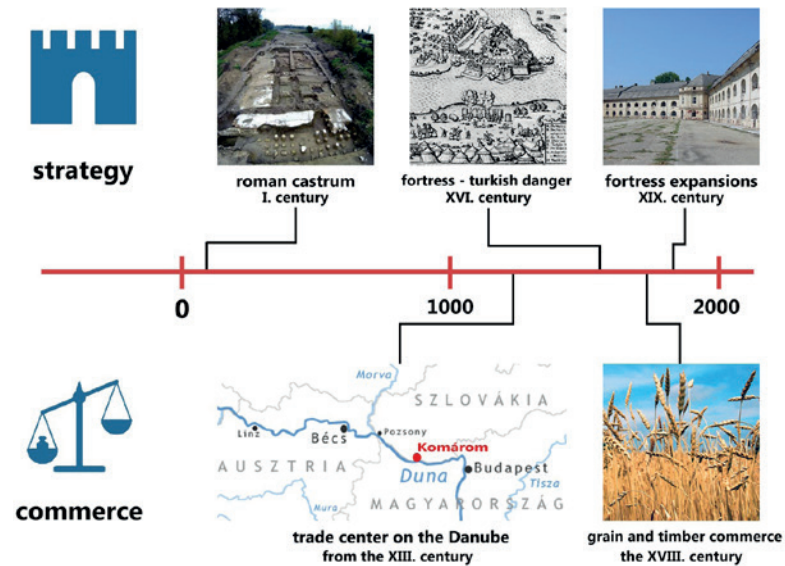 strategy
roman castrum
I. century
fortress - turkish danger
XVI. century
fortress expansions
XIX. century
0
1000
2000
Morva
SZLOVÁKIA
Linz
Bécs
Pozsony
Komárom
AUSZTRIA
Duna
Budapest
Tisza
Mura
MAGYARORSZÁG
commerce
trade center on the Danube
from the XIII. century
grain and timber commerce
the XVIII. century